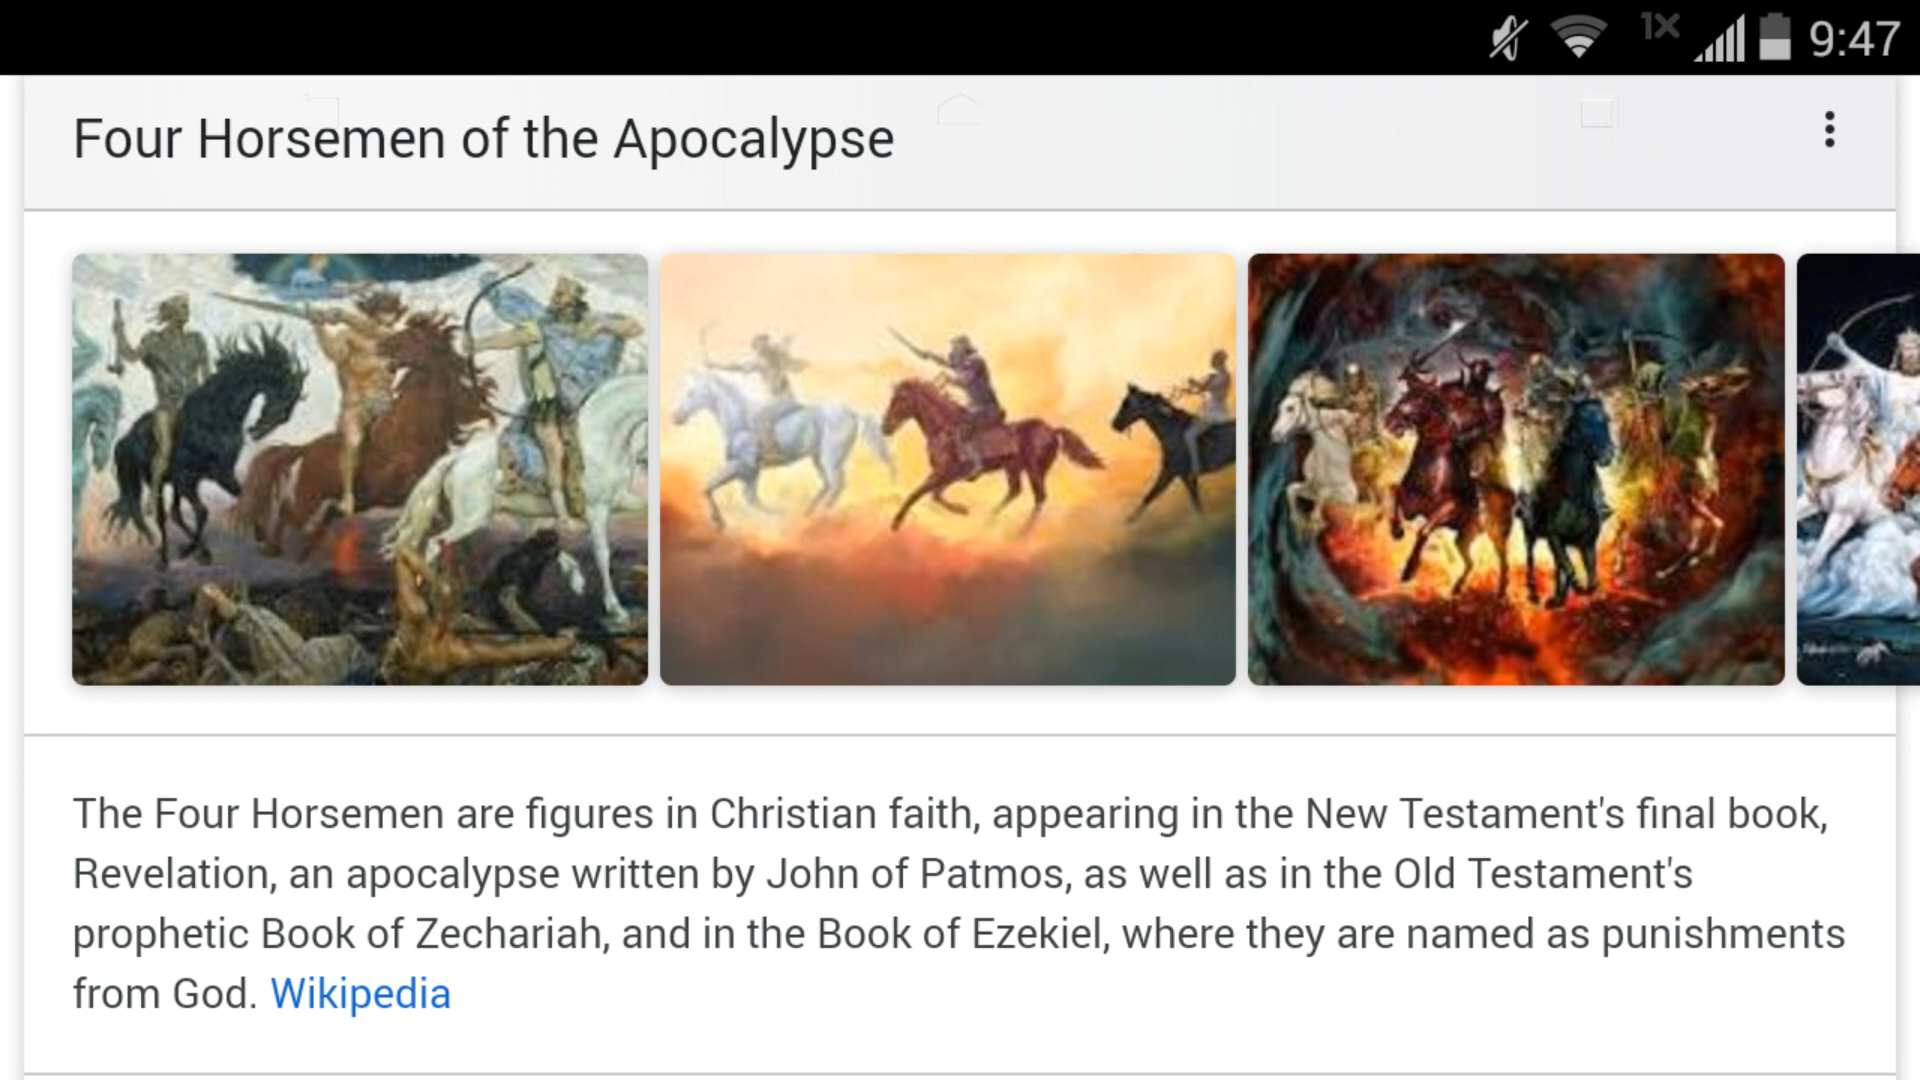 1X 9:47
Four Horsemen of the Apocalypse
The Four Horsemen are figures in Christian faith, appearing in the New Testament's final book,
Revelation, an apocalypse written by John of Patmos, as well as in the Old Testament's
prophetic Book of Zechariah, and in the Book of Ezekiel, where they are named as punishments
from God. Wikipedia